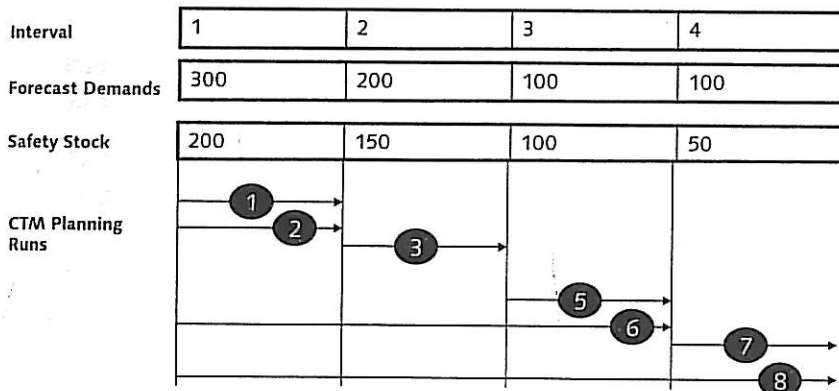 Interval 1 2 3 4
Forecast Demands 300 200 100 100
Safety Stock 200 150 100 50
1
CTM Planning 2
Runs 3
5
6
7
8